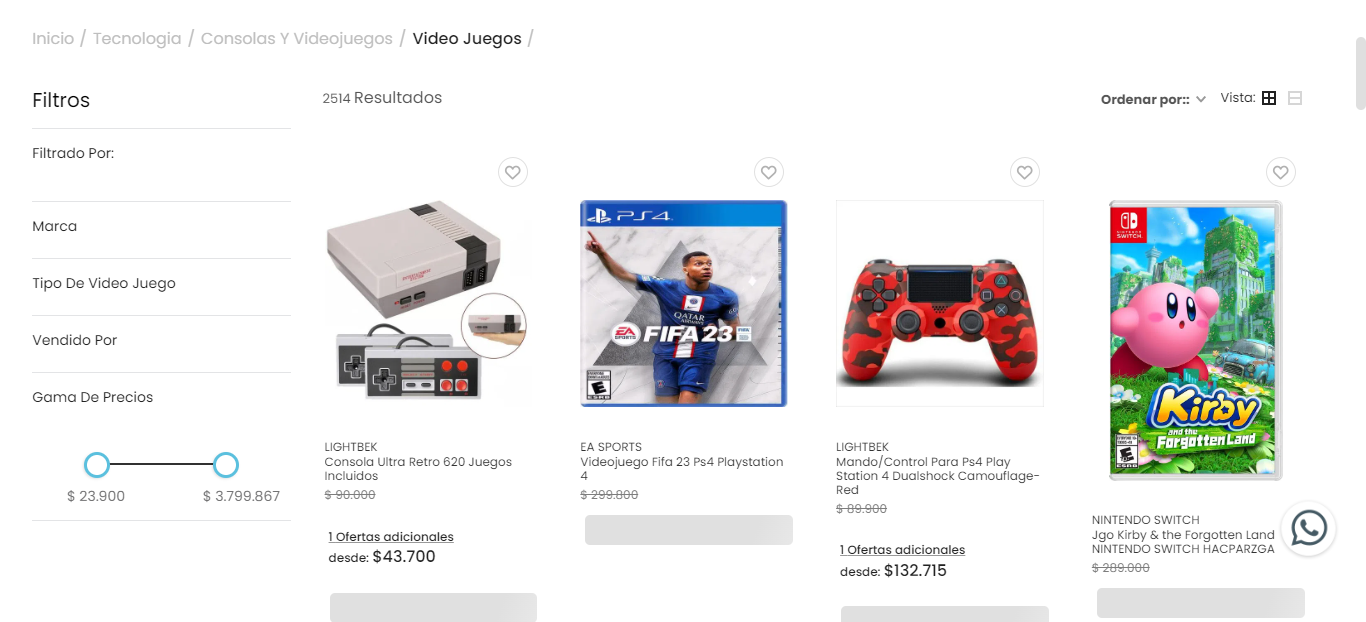 Inicio / Tecnologia / Consolas Y Videojuegos / Video Juegos /
Filtros
2514 Resultados
Ordenar por::
Vista:
Filtrado Por:
Marca
Tipo De Video Juego
Vendido Por
Gama De Precios
$ 23.900
$ 3.799.867
LIGHTBEK
Consola Ultra Retro 620 Juegos
Incluidos
$ 90.000
1 Ofertas adicionales
desde: $43.700
PS4
QATAR
AIRWAYS
EA
SPORTS
FIFA 23
E
EA SPORTS
Videojuego Fifa 23 Ps4 Playstation
4
$ 299.800
LIGHTBEK
Mando/Control Para Ps4 Play
Station 4 Dualshock Camouflage-
Red
$ 89.900
1 Ofertas adicionales
desde: $132.715
NINTENDO
SWITCH
Kirby
and the
Forgotten Land
E
NINTENDO SWITCH
Jgo Kirby & the Forgotten Land
NINTENDO SWITCH HACPARZGA
$ 289.000